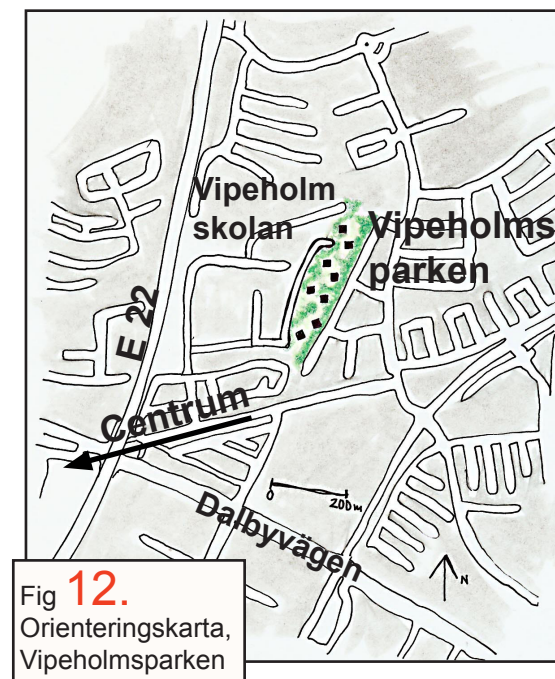 Vipeholm
skolan
Vipeholms
parken
E 22
Centrum
0 200m
Dalbyvägen
N
Fig 12.
Orienteringskarta,
Vipeholmsparken